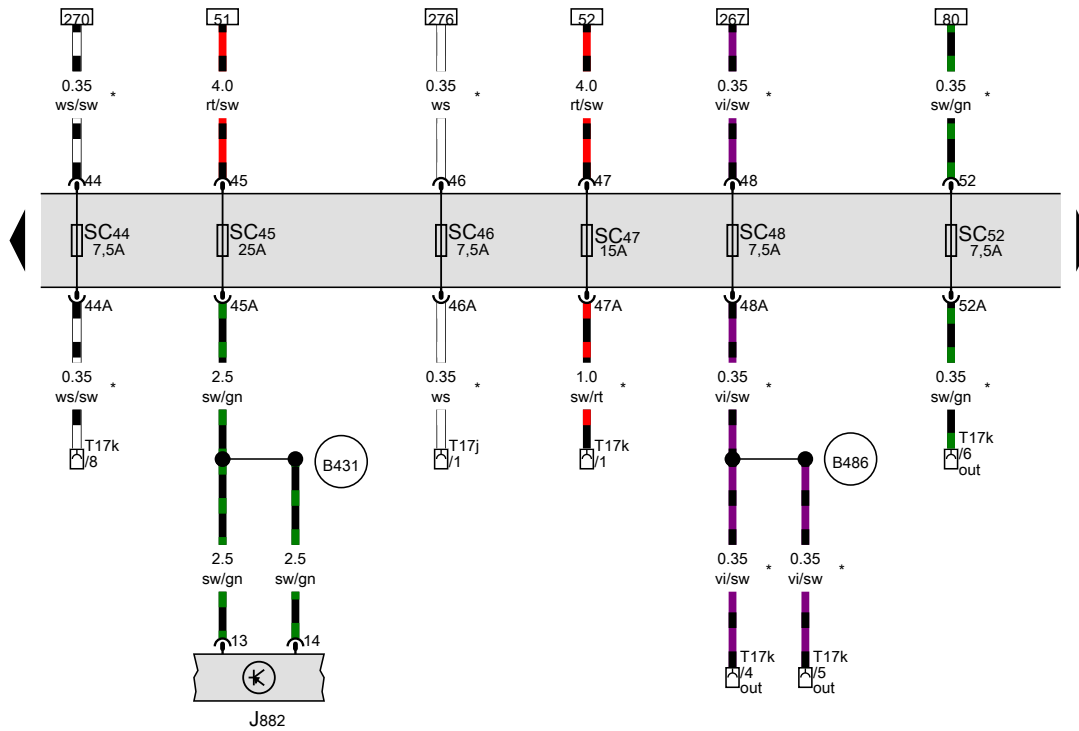 270 51 276 52 267 80
0.35 4.0 0.35 4.0 0.35 0.35
ws/sw * rt/sw ws * rt/sw vi/sw * sw/gn *
44 45 46 47 48 52
SC44 SC45 SC46 SC47 SC48 SC52
7,5A 25A 7,5A 15A 7,5A 7,5A
44A 45A 46A 47A 48A 52A
0.35 2.5 0.35 1.0 0.35 0.35
ws/sw * sw/gn ws * sw/rt * vi/sw * sw/gn *
T17k T17j T17k T17k
/8 B431 /1 /1 B486 /6
out
2.5 2.5 0.35 0.35
sw/gn sw/gn vi/sw * vi/sw *
13 14 T17k T17k
/4 /5
out out
J882